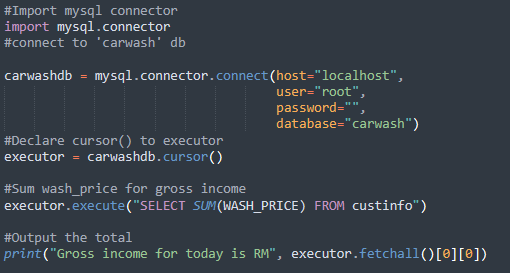 #Import mysql connector
import mysql.connector
#connect to 'carwash' db
carwashdb = mysql.connector.connect(host="localhost",
user="root",
password="",
database="carwash")
#Declare cursor() to executor
executor = carwashdb.cursor()
#Sum wash_price for gross income
executor.execute("SELECT SUM(WASH_PRICE) FROM custinfo")
#Output the total
print("Gross income for today is RM", executor.fetchall()[0][0])